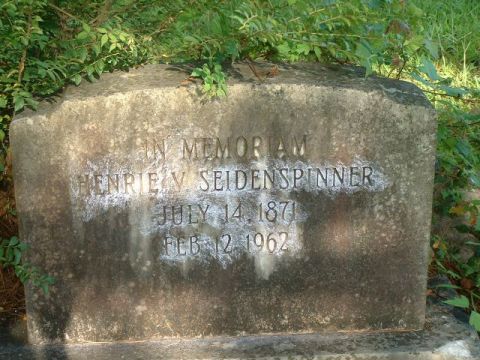 IN MEMORIAM
HENRIE V. SEIDENSPINNER
JULY 14, 1871
FEB. 12, 1962